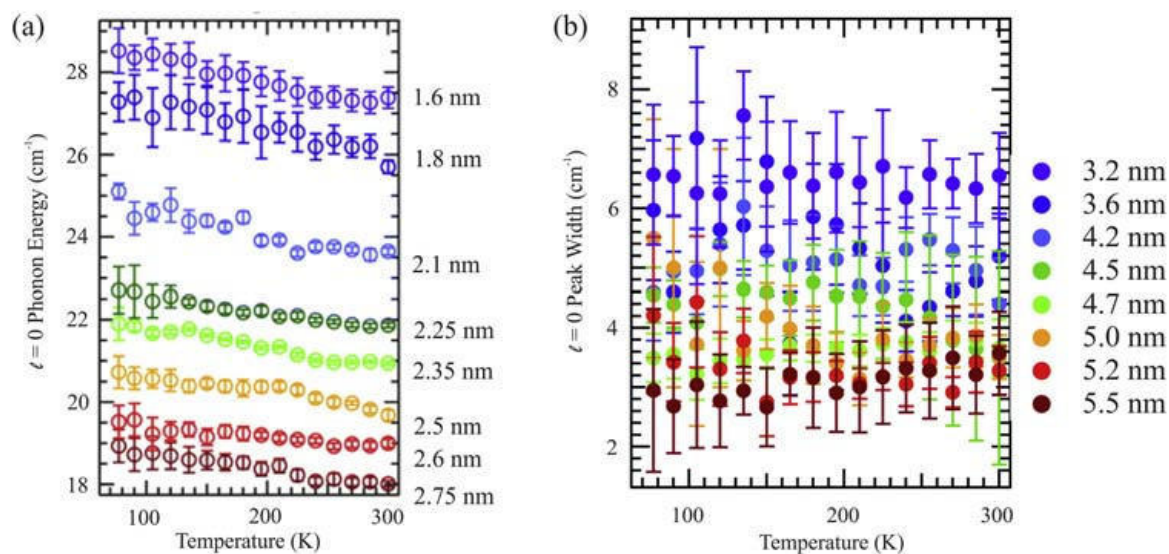 (a)
ℓ = 0 Phonon Energy (cm⁻¹)
28
26
24
22
20
18
100
200
300
Temperature (K)
1.6 nm
1.8 nm
2.1 nm
2.25 nm
2.35 nm
2.5 nm
2.6 nm
2.75 nm
(b)
ℓ = 0 Peak Width (cm⁻¹)
8
6
4
2
100
200
300
Temperature (K)
3.2 nm
3.6 nm
4.2 nm
4.5 nm
4.7 nm
5.0 nm
5.2 nm
5.5 nm